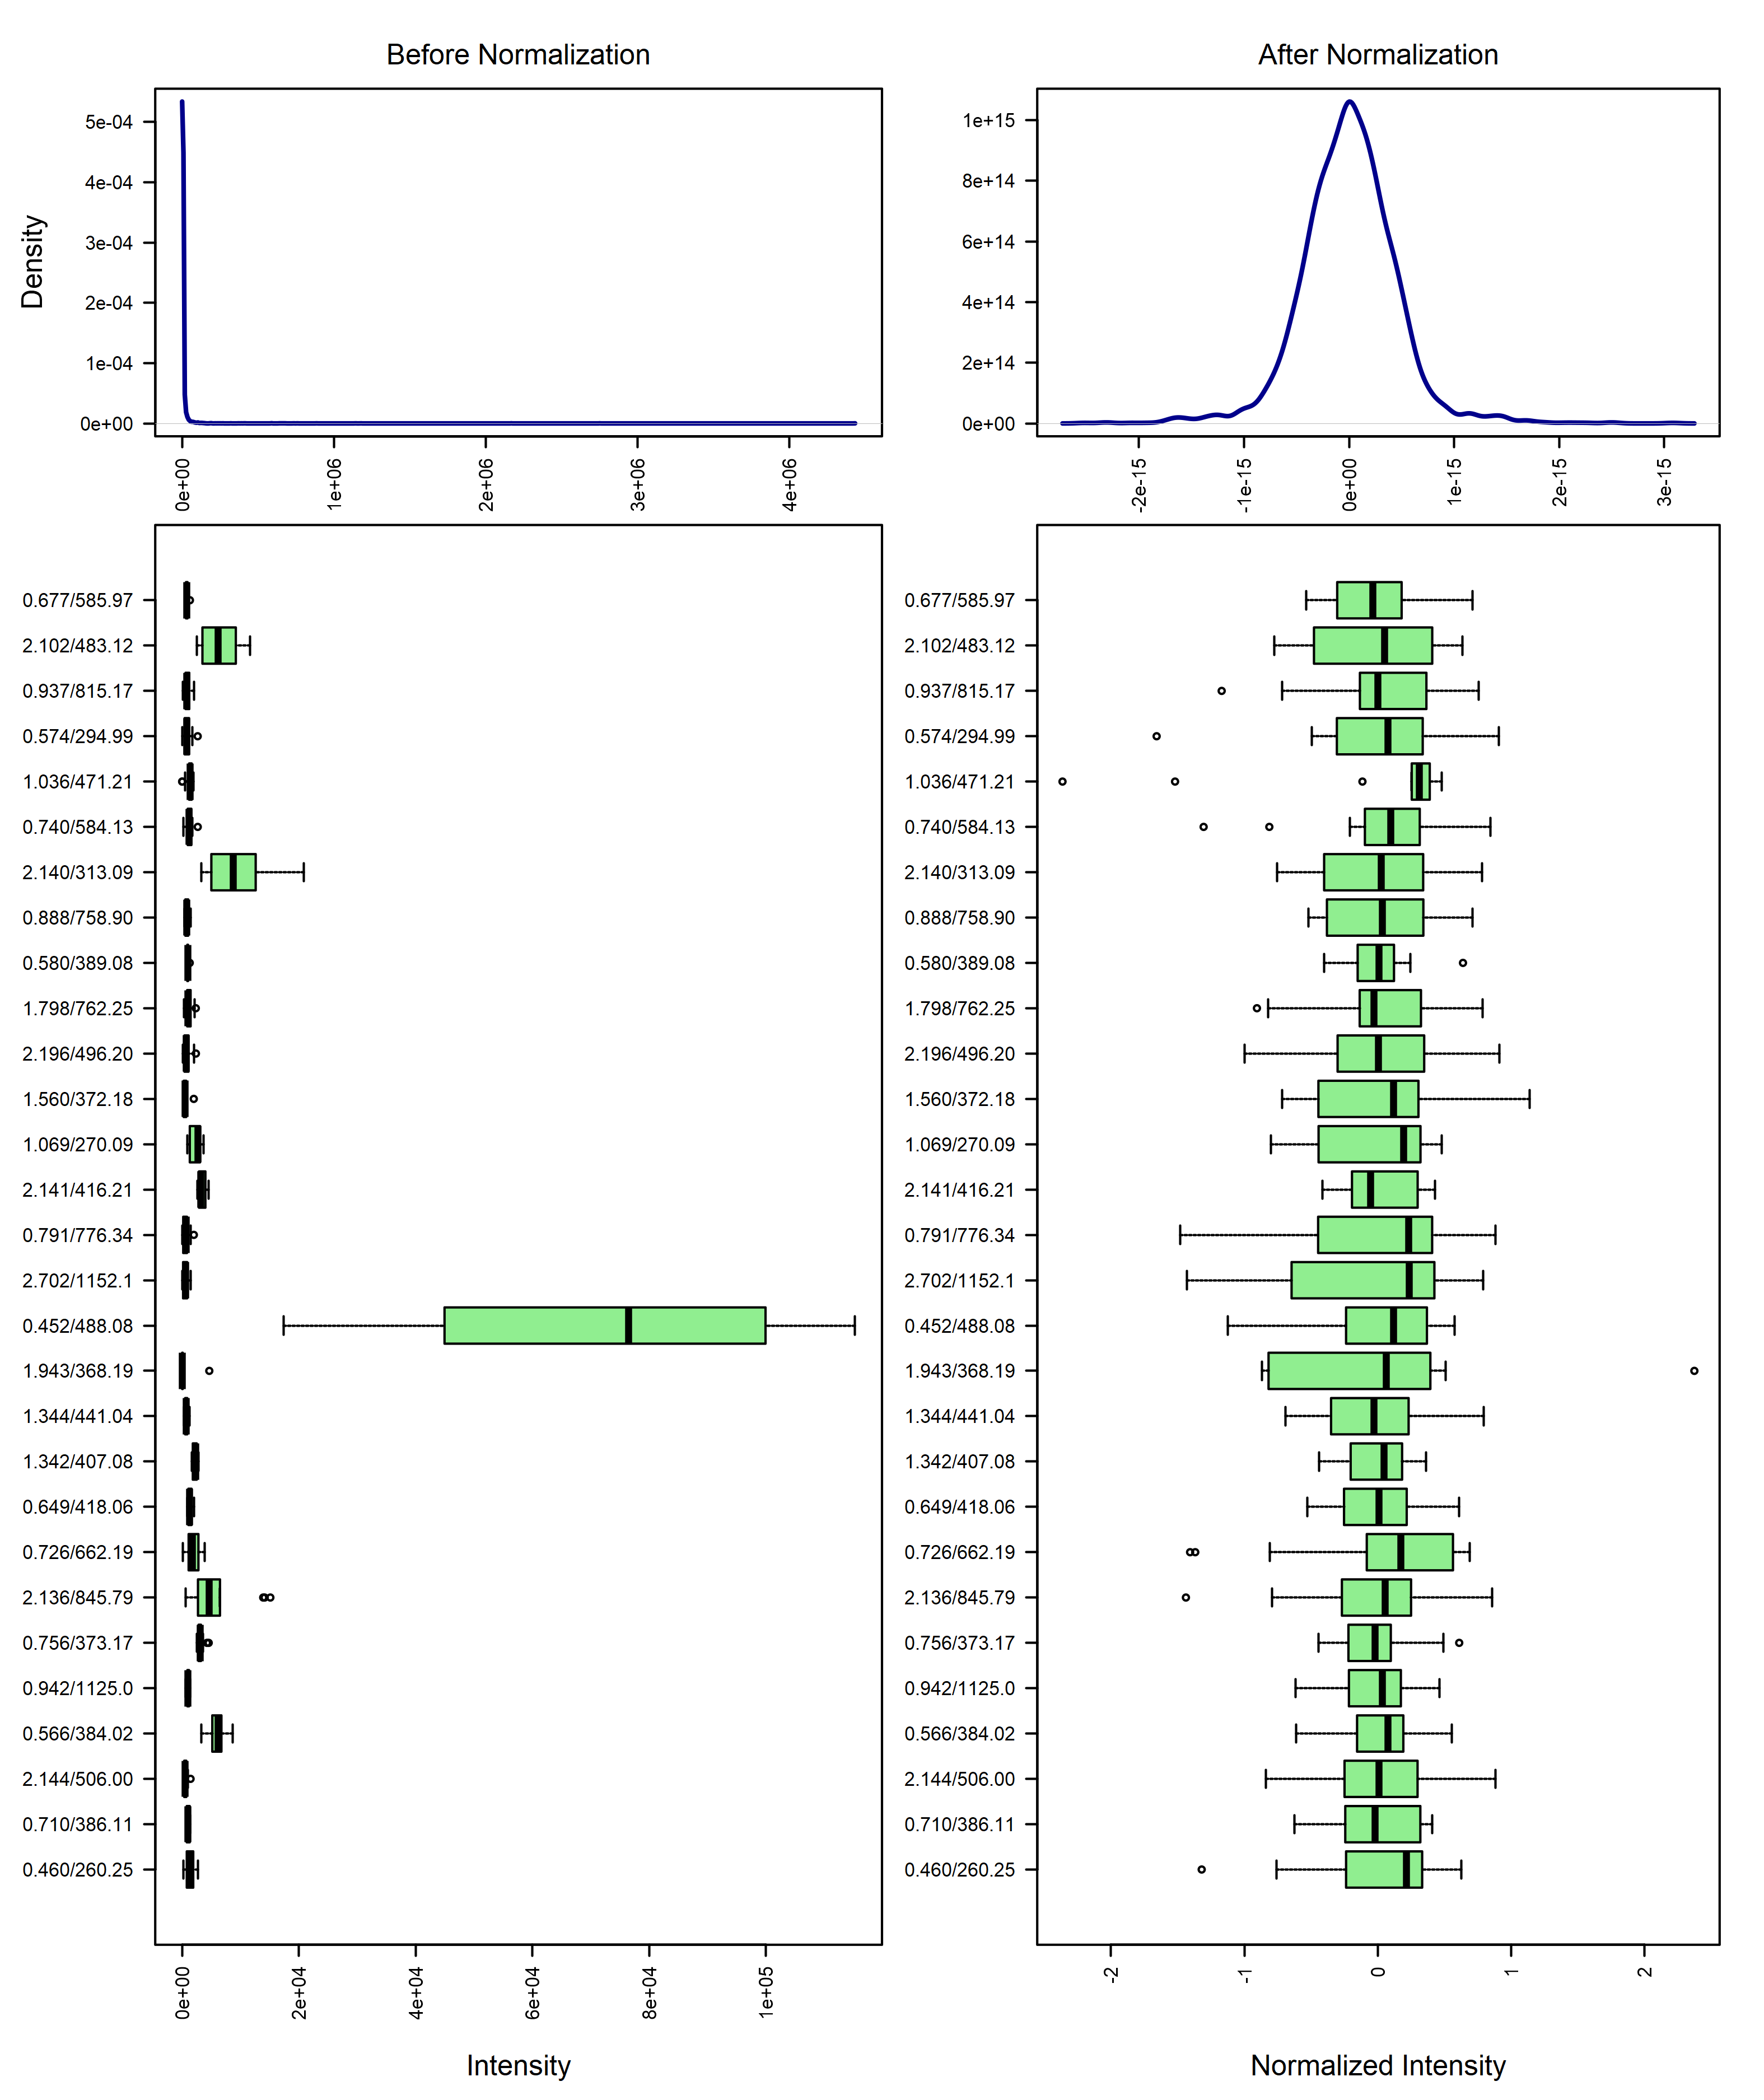 Before Normalization
After Normalization
Density
5e-04
4e-04
3e-04
2e-04
1e-04
0e+00
0e+00
1e+06
2e+06
3e+06
4e+06
1e+15
8e+14
6e+14
4e+14
2e+14
0e+00
-2e-15
-1e-15
0e+00
1e-15
2e-15
3e-15
0.677/585.97
2.102/483.12
0.937/815.17
0.574/294.99
1.036/471.21
0.740/584.13
2.140/313.09
0.888/758.90
0.580/389.08
1.798/762.25
2.196/496.20
1.560/372.18
1.069/270.09
2.141/416.21
0.791/776.34
2.702/1152.1
0.452/488.08
1.943/368.19
1.344/441.04
1.342/407.08
0.649/418.06
0.726/662.19
2.136/845.79
0.756/373.17
0.942/1125.0
0.566/384.02
2.144/506.00
0.710/386.11
0.460/260.25
0e+00
2e+04
4e+04
6e+04
8e+04
1e+05
Intensity
0.677/585.97
2.102/483.12
0.937/815.17
0.574/294.99
1.036/471.21
0.740/584.13
2.140/313.09
0.888/758.90
0.580/389.08
1.798/762.25
2.196/496.20
1.560/372.18
1.069/270.09
2.141/416.21
0.791/776.34
2.702/1152.1
0.452/488.08
1.943/368.19
1.344/441.04
1.342/407.08
0.649/418.06
0.726/662.19
2.136/845.79
0.756/373.17
0.942/1125.0
0.566/384.02
2.144/506.00
0.710/386.11
0.460/260.25
-2
-1
0
1
2
Normalized Intensity